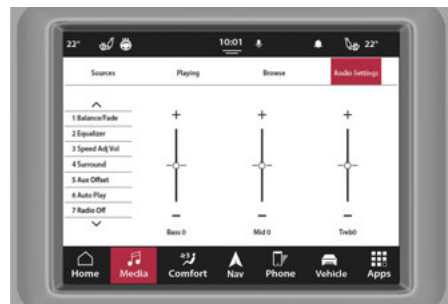 22° 10:01 22°
Sources Playing Browse Audio Settings
1 Balance/Fade
2 Equalizer
3 Speed Adj Vol
4 Surround
5 Aux Offset
6 Auto Play
7 Radio Off
Bass 0 Mid 0 Treb0
Home Media Comfort Nav Phone Vehicle Apps